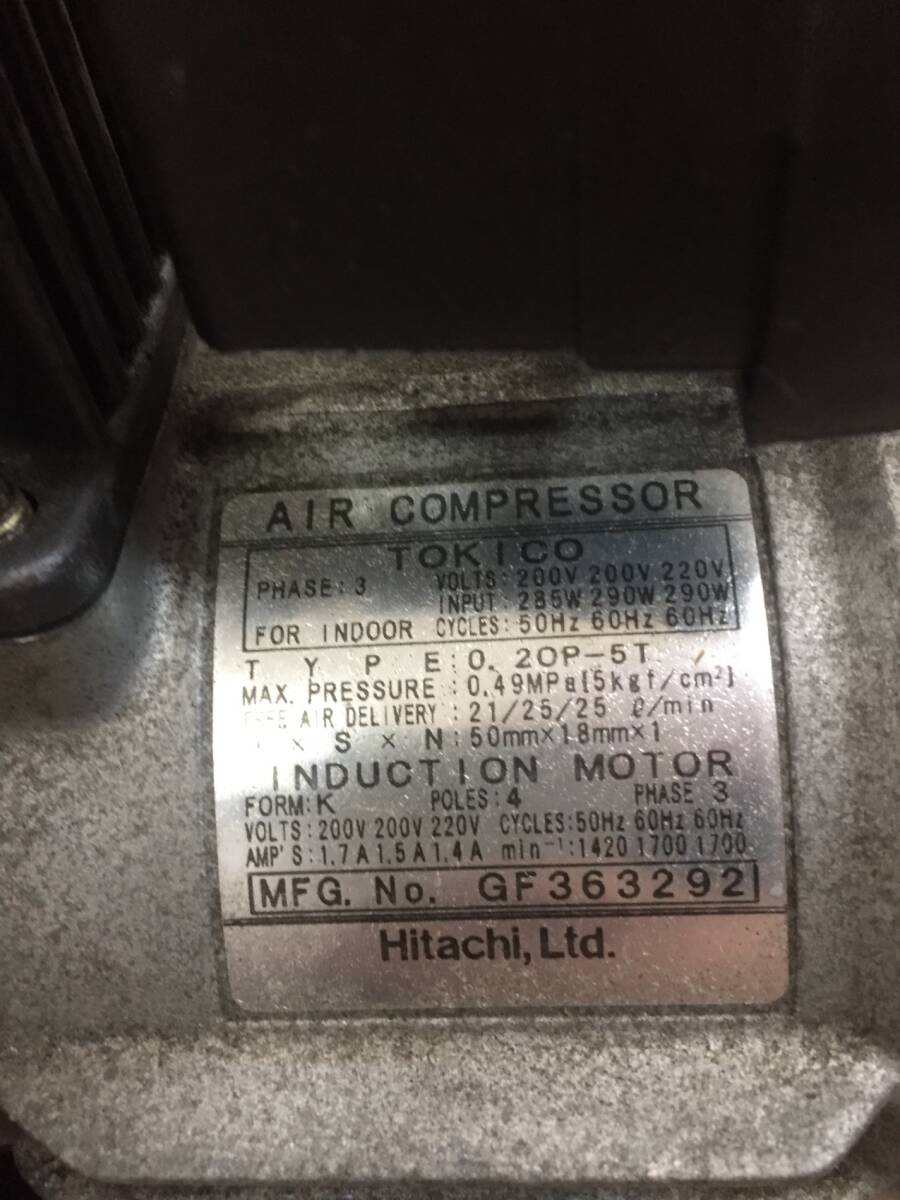 AIR COMPRESSOR
TOKICO
PHASE: 3 VOLTS: 200V 200V 220V
INPUT: 285W 290W 290W
FOR INDOOR CYCLES: 50Hz 60Hz 60Hz
TYPE: 0.2OP-5T
MAX. PRESSURE: 0.49MPa[5kgf/cm²]
AIR DELIVERY: 21/25/25 ℓ/min
× S × N: 50mm×18mm×1
INDUCTION MOTOR
FORM: K POLES: 4 PHASE 3
VOLTS: 200V 200V 220V CYCLES: 50Hz 60Hz 60Hz
AMP'S: 1.7A 1.5A 1.4A min⁻¹: 1420 1700 1700
MFG. No. GF363292
Hitachi, Ltd.